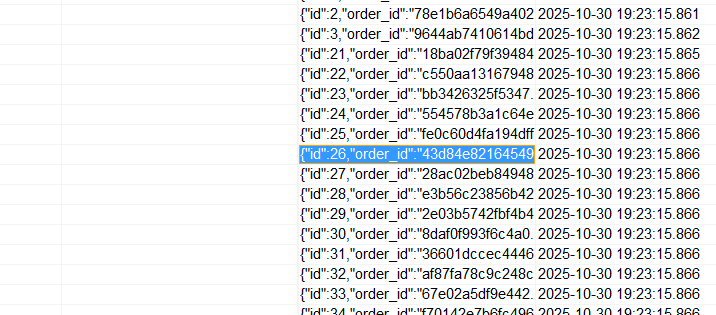 {"id":2,"order_id":"78e1b6a6549a402 2025-10-30 19:23:15.861
{"id":3,"order_id":"9644ab7410614bd 2025-10-30 19:23:15.862
{"id":21,"order_id":"18ba02f79f39484 2025-10-30 19:23:15.865
{"id":22,"order_id":"c550aa13167948 2025-10-30 19:23:15.866
{"id":23,"order_id":"bb3426325f5347. 2025-10-30 19:23:15.866
{"id":24,"order_id":"554578b3a1c64e 2025-10-30 19:23:15.866
{"id":25,"order_id":"fe0c60d4fa194dff 2025-10-30 19:23:15.866
{"id":26,"order_id":"43d84e82164549 2025-10-30 19:23:15.866
{"id":27,"order_id":"28ac02beb84948 2025-10-30 19:23:15.866
{"id":28,"order_id":"e3b56c23856b42 2025-10-30 19:23:15.866
{"id":29,"order_id":"2e03b5742fbf4b4 2025-10-30 19:23:15.866
{"id":30,"order_id":"8daf0f993f6c4a0. 2025-10-30 19:23:15.866
{"id":31,"order_id":"36601dccec4446 2025-10-30 19:23:15.866
{"id":32,"order_id":"af87fa78c9c248c 2025-10-30 19:23:15.866
{"id":33,"order_id":"67e02a5df9e442. 2025-10-30 19:23:15.866
{"id":34,"order_id":"f70142e7b6fc496 2025-10-30 19:23:15.866